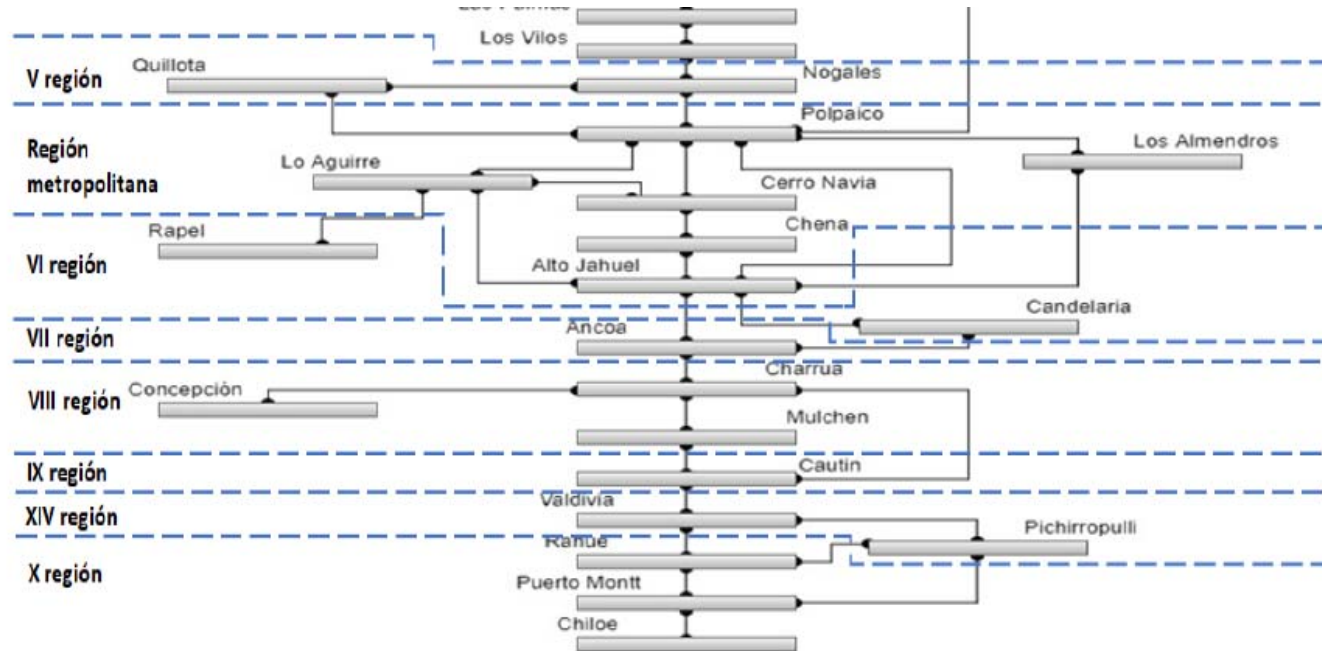 Los Vilos
Quillota
V región
Nogales
Polpaico
Región
metropolitana
Lo Aguirre
Los Almendros
Cerro Navia
Rapel
Chena
VI región
Alto Jahuel
Candelaria
Ancoa
VII región
Charrua
Concepción
VIII región
Mulchen
Cautin
IX región
Valdivia
XIV región
Pichirropulli
Rahue
X región
Puerto Montt
Chiloe